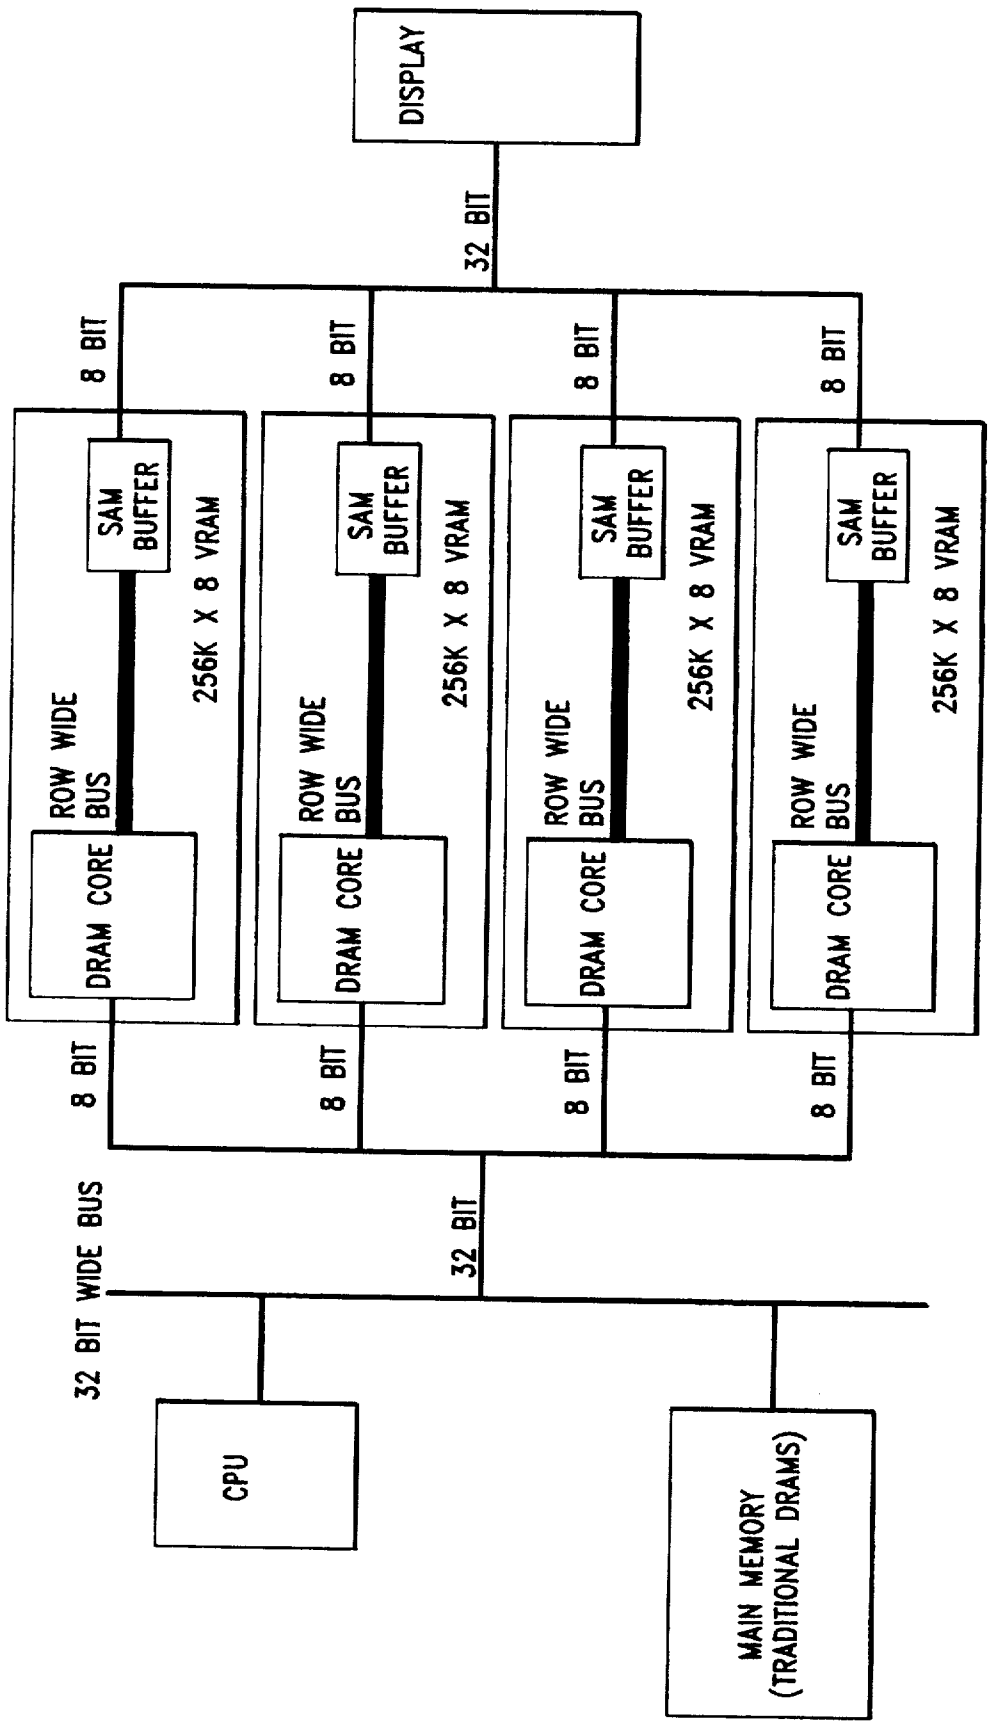 32 BIT WIDE BUS
CPU
MAIN MEMORY
(TRADITIONAL DRAMS)
32 BIT
8 BIT
DRAM CORE
ROW WIDE
BUS
SAM
BUFFER
256K X 8 VRAM
8 BIT
8 BIT
DRAM CORE
ROW WIDE
BUS
SAM
BUFFER
256K X 8 VRAM
8 BIT
8 BIT
DRAM CORE
ROW WIDE
BUS
SAM
BUFFER
256K X 8 VRAM
8 BIT
8 BIT
DRAM CORE
ROW WIDE
BUS
SAM
BUFFER
256K X 8 VRAM
8 BIT
32 BIT
DISPLAY